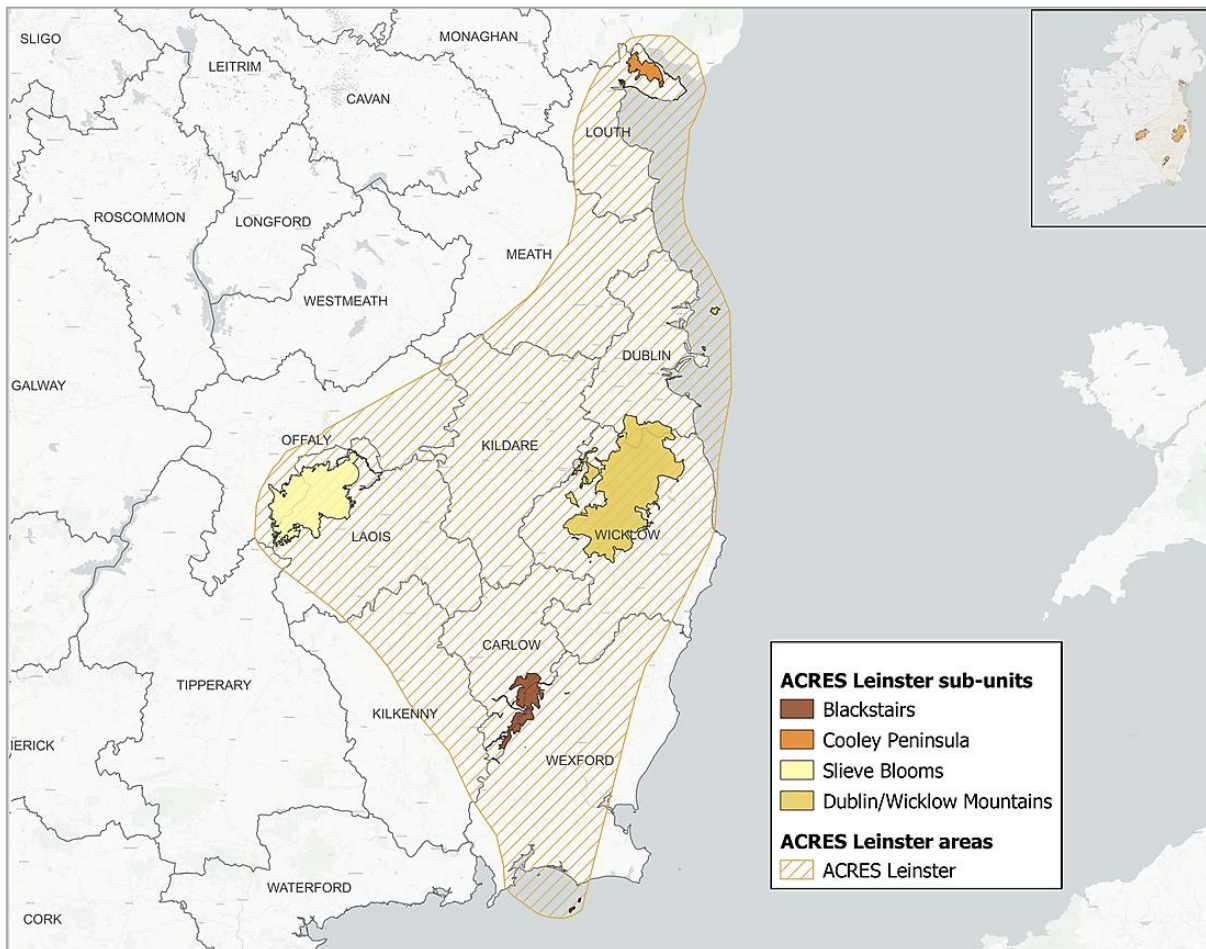 SLIGO
MONAGHAN
LEITRIM
CAVAN
LOUTH
ROSCOMMON
LONGFORD
MEATH
WESTMEATH
DUBLIN
GALWAY
OFFALY
KILDARE
LAOIS
WICKLOW
CARLOW
TIPPERARY
KILKENNY
IERICK
WEXFORD
WATERFORD
CORK
ACRES Leinster sub-units
Blackstairs
Cooley Peninsula
Slieve Blooms
Dublin/Wicklow Mountains
ACRES Leinster areas
ACRES Leinster